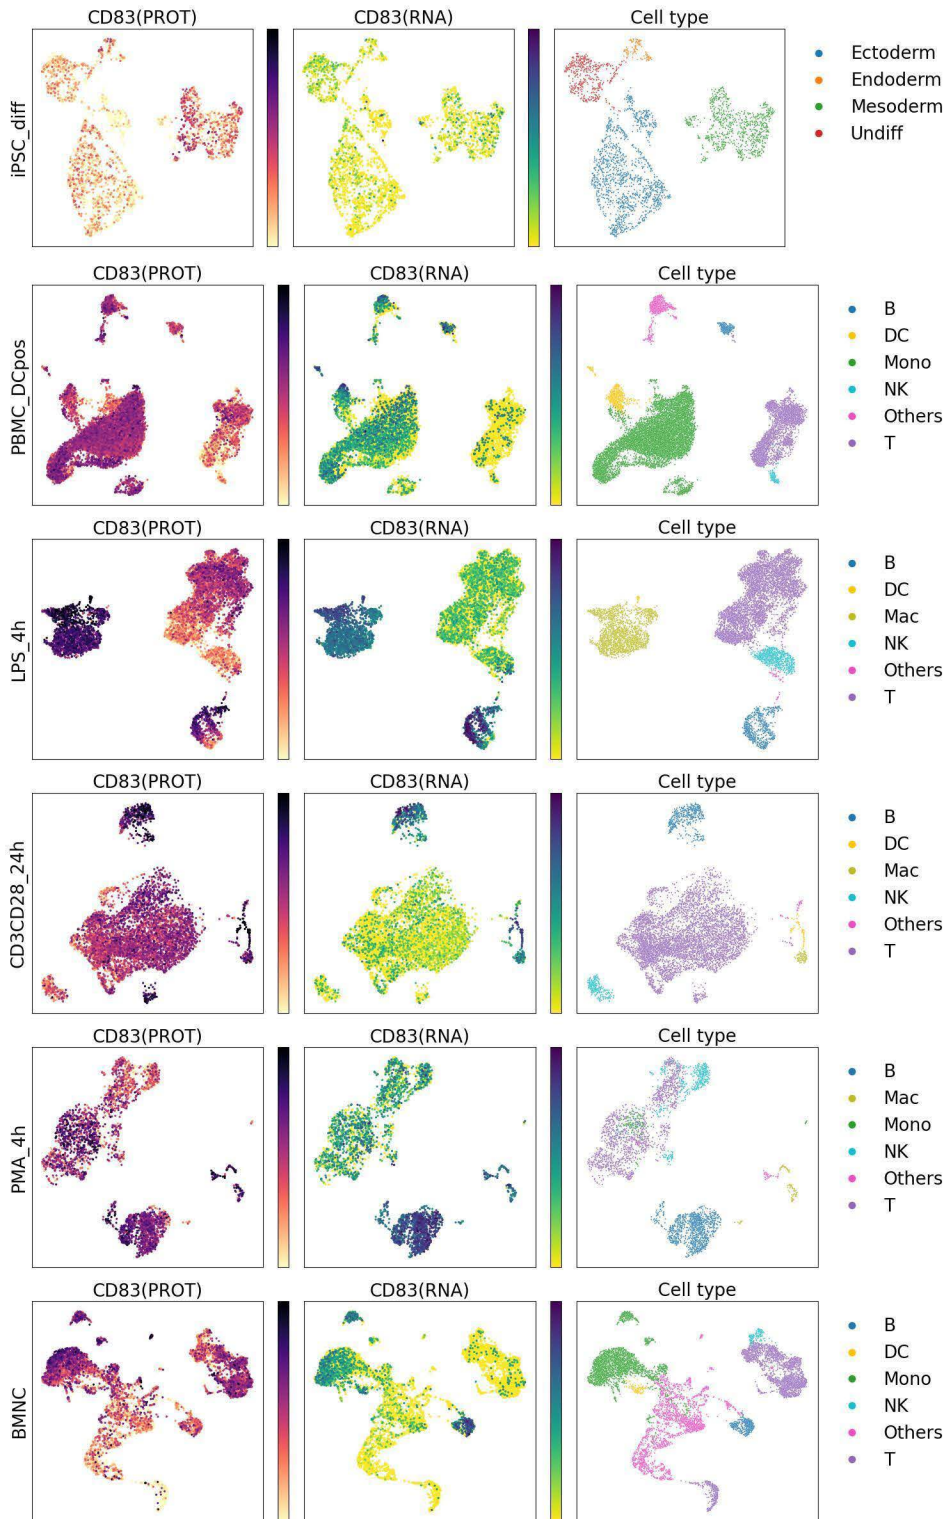 CD83(PROT) CD83(RNA) Cell type
iPSC_diff
Ectoderm
Endoderm
Mesoderm
Undiff
CD83(PROT) CD83(RNA) Cell type
PBMC_DCpos
B
DC
Mono
NK
Others
T
CD83(PROT) CD83(RNA) Cell type
LPS_4h
B
DC
Mac
NK
Others
T
CD83(PROT) CD83(RNA) Cell type
CD3CD28_24h
B
DC
Mac
NK
Others
T
CD83(PROT) CD83(RNA) Cell type
PMA_4h
B
Mac
Mono
NK
Others
T
CD83(PROT) CD83(RNA) Cell type
BMNC
B
DC
Mono
NK
Others
T